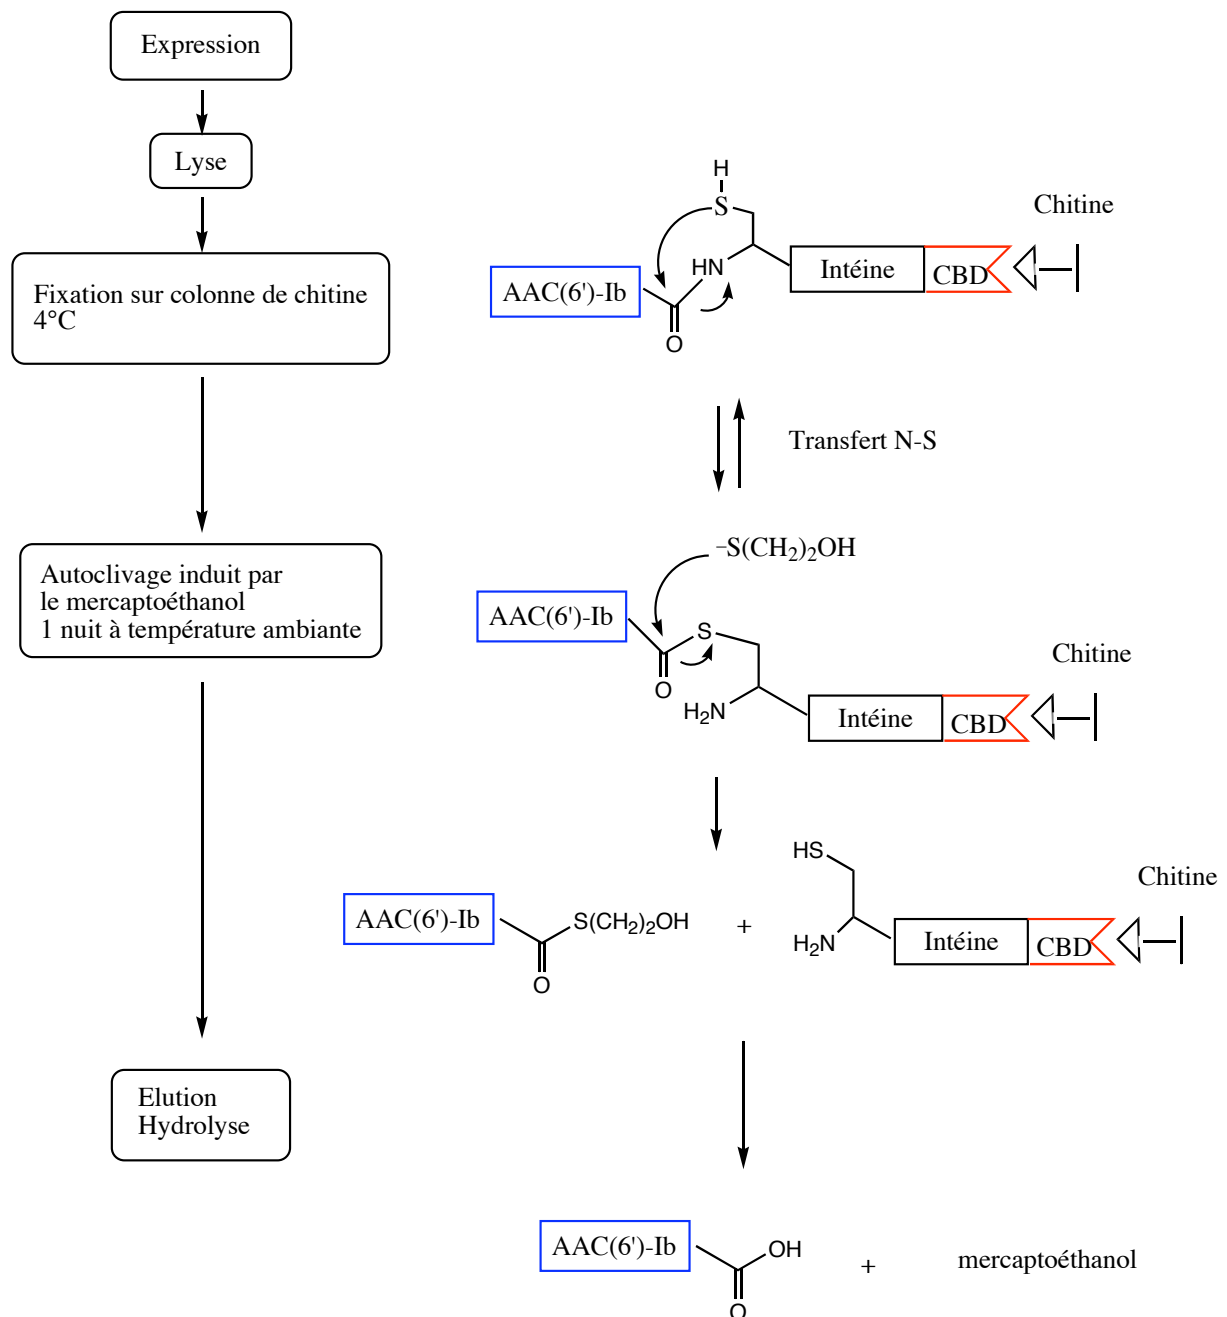 Expression
Lyse
Fixation sur colonne de chitine
4°C
Autoclivage induit par
le mercaptoéthanol
1 nuit à température ambiante
Elution
Hydrolyse
H
S
Chitine
HN
Intéine
CBD
AAC(6')-Ib
O
Transfert N-S
–S(CH2)2OH
AAC(6')-Ib
S
Chitine
O
H2N
Intéine
CBD
HS
Chitine
AAC(6')-Ib
S(CH2)2OH
+
H2N
Intéine
CBD
O
AAC(6')-Ib
OH
+
mercaptoéthanol
O